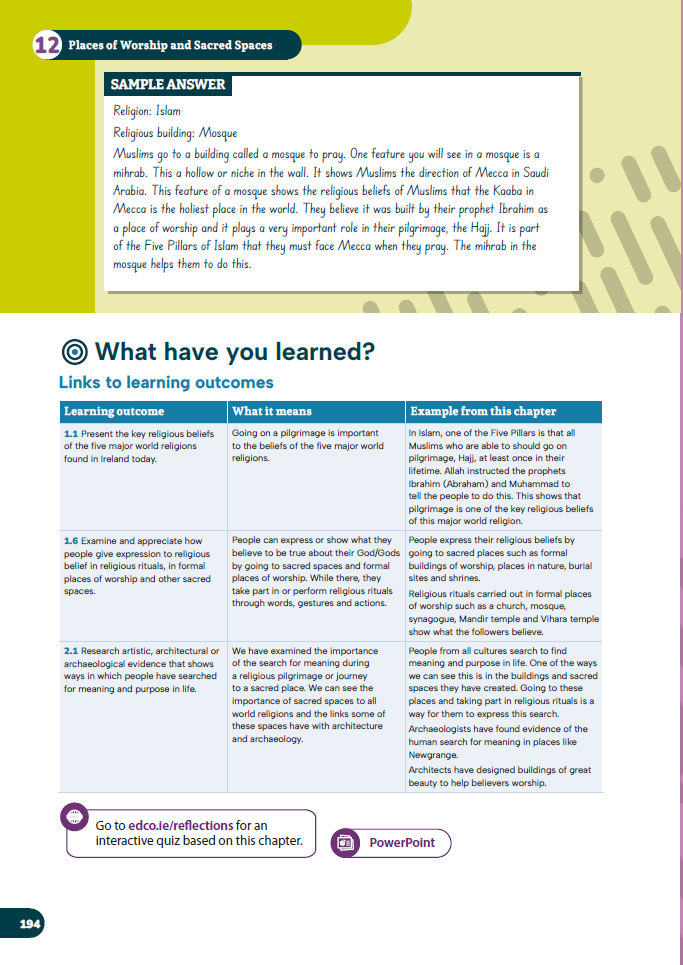 12 Places of Worship and Sacred Spaces
SAMPLE ANSWER
Religion: Islam
Religious building: Mosque
Muslims go to a building called a mosque to pray. One feature you will see in a mosque is a
mihrab. This a hollow or niche in the wall. It shows Muslims the direction of Mecca in Saudi
Arabia. This feature of a mosque shows the religious beliefs of Muslims that the Kaaba in
Mecca is the holiest place in the world. They believe it was built by their prophet Ibrahim as
a place of worship and it plays a very important role in their pilgrimage, the Hajj. It is part
of the Five Pillars of Islam that they must face Mecca when they pray. The mihrab in the
mosque helps them to do this.
What have you learned?
Links to learning outcomes
Learning outcome
What it means
Example from this chapter
1.1 Present the key religious beliefs
of the five major world religions
found in Ireland today.
Going on a pilgrimage is important
to the beliefs of the five major world
religions.
In Islam, one of the Five Pillars is that all
Muslims who are able to should go on
pilgrimage, Hajj, at least once in their
lifetime. Allah instructed the prophets
Ibrahim (Abraham) and Muhammad to
tell the people to do this. This shows that
pilgrimage is one of the key religious beliefs
of this major world religion.
1.6 Examine and appreciate how
people give expression to religious
belief in religious rituals, in formal
places of worship and other sacred
spaces.
People can express or show what they
believe to be true about their God/Gods
by going to sacred spaces and formal
places of worship. While there, they
take part in or perform religious rituals
through words, gestures and actions.
People express their religious beliefs by
going to sacred places such as formal
buildings of worship, places in nature, burial
sites and shrines.
Religious rituals carried out in formal places
of worship such as a church, mosque,
synagogue, Mandir temple and Vihara temple
show what the followers believe.
2.1 Research artistic, architectural or
archaeological evidence that shows
ways in which people have searched
for meaning and purpose in life.
We have examined the importance
of the search for meaning during
a religious pilgrimage or journey
to a sacred place. We can see the
importance of sacred spaces to all
world religions and the links some of
these spaces have with architecture
and archaeology.
People from all cultures search to find
meaning and purpose in life. One of the ways
we can see this is in the buildings and sacred
spaces they have created. Going to these
places and taking part in religious rituals is a
way for them to express this search.
Archaeologists have found evidence of the
human search for meaning in places like
Newgrange.
Architects have designed buildings of great
beauty to help believers worship.
Go to edco.ie/reflections for an
interactive quiz based on this chapter.
PowerPoint
194